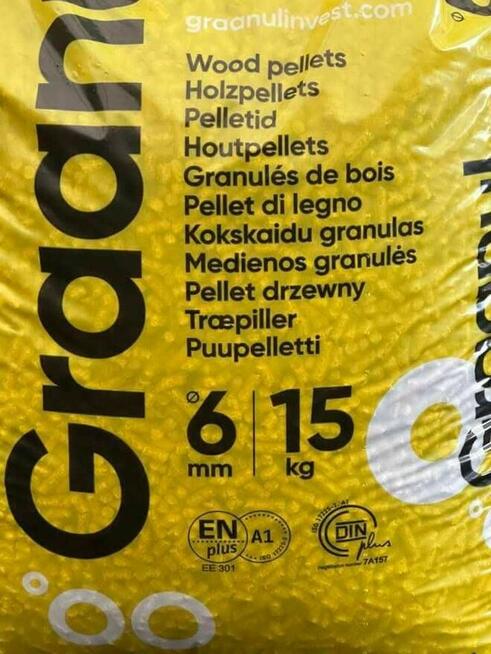 graanulinvest.com
Graanu
Wood pellets
Holzpellets
Pelletid
Houtpellets
Granulés de bois
Pellet di legno
Kokskaidu granulas
Medienos granulės
Pellet drzewny
Træpiller
Puupelletti
Ø 6 mm
15 kg
EN plus A1
EE 301
DIN plus
7A157